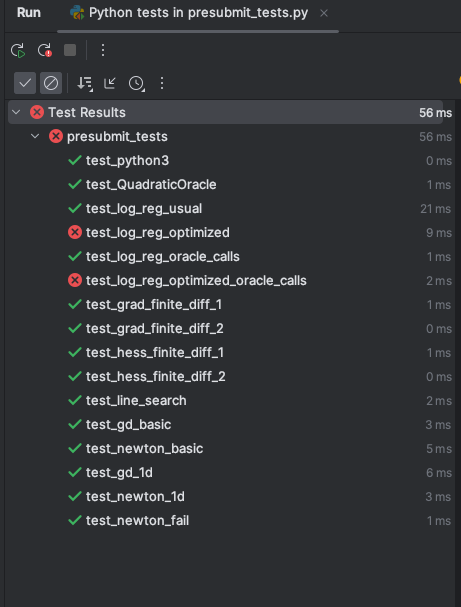 Run Python tests in presubmit_tests.py
Test Results 56 ms
presubmit_tests 56 ms
test_python3 0 ms
test_QuadraticOracle 1 ms
test_log_reg_usual 21 ms
test_log_reg_optimized 9 ms
test_log_reg_oracle_calls 1 ms
test_log_reg_optimized_oracle_calls 2 ms
test_grad_finite_diff_1 1 ms
test_grad_finite_diff_2 0 ms
test_hess_finite_diff_1 1 ms
test_hess_finite_diff_2 0 ms
test_line_search 2 ms
test_gd_basic 3 ms
test_newton_basic 5 ms
test_gd_1d 6 ms
test_newton_1d 3 ms
test_newton_fail 1 ms